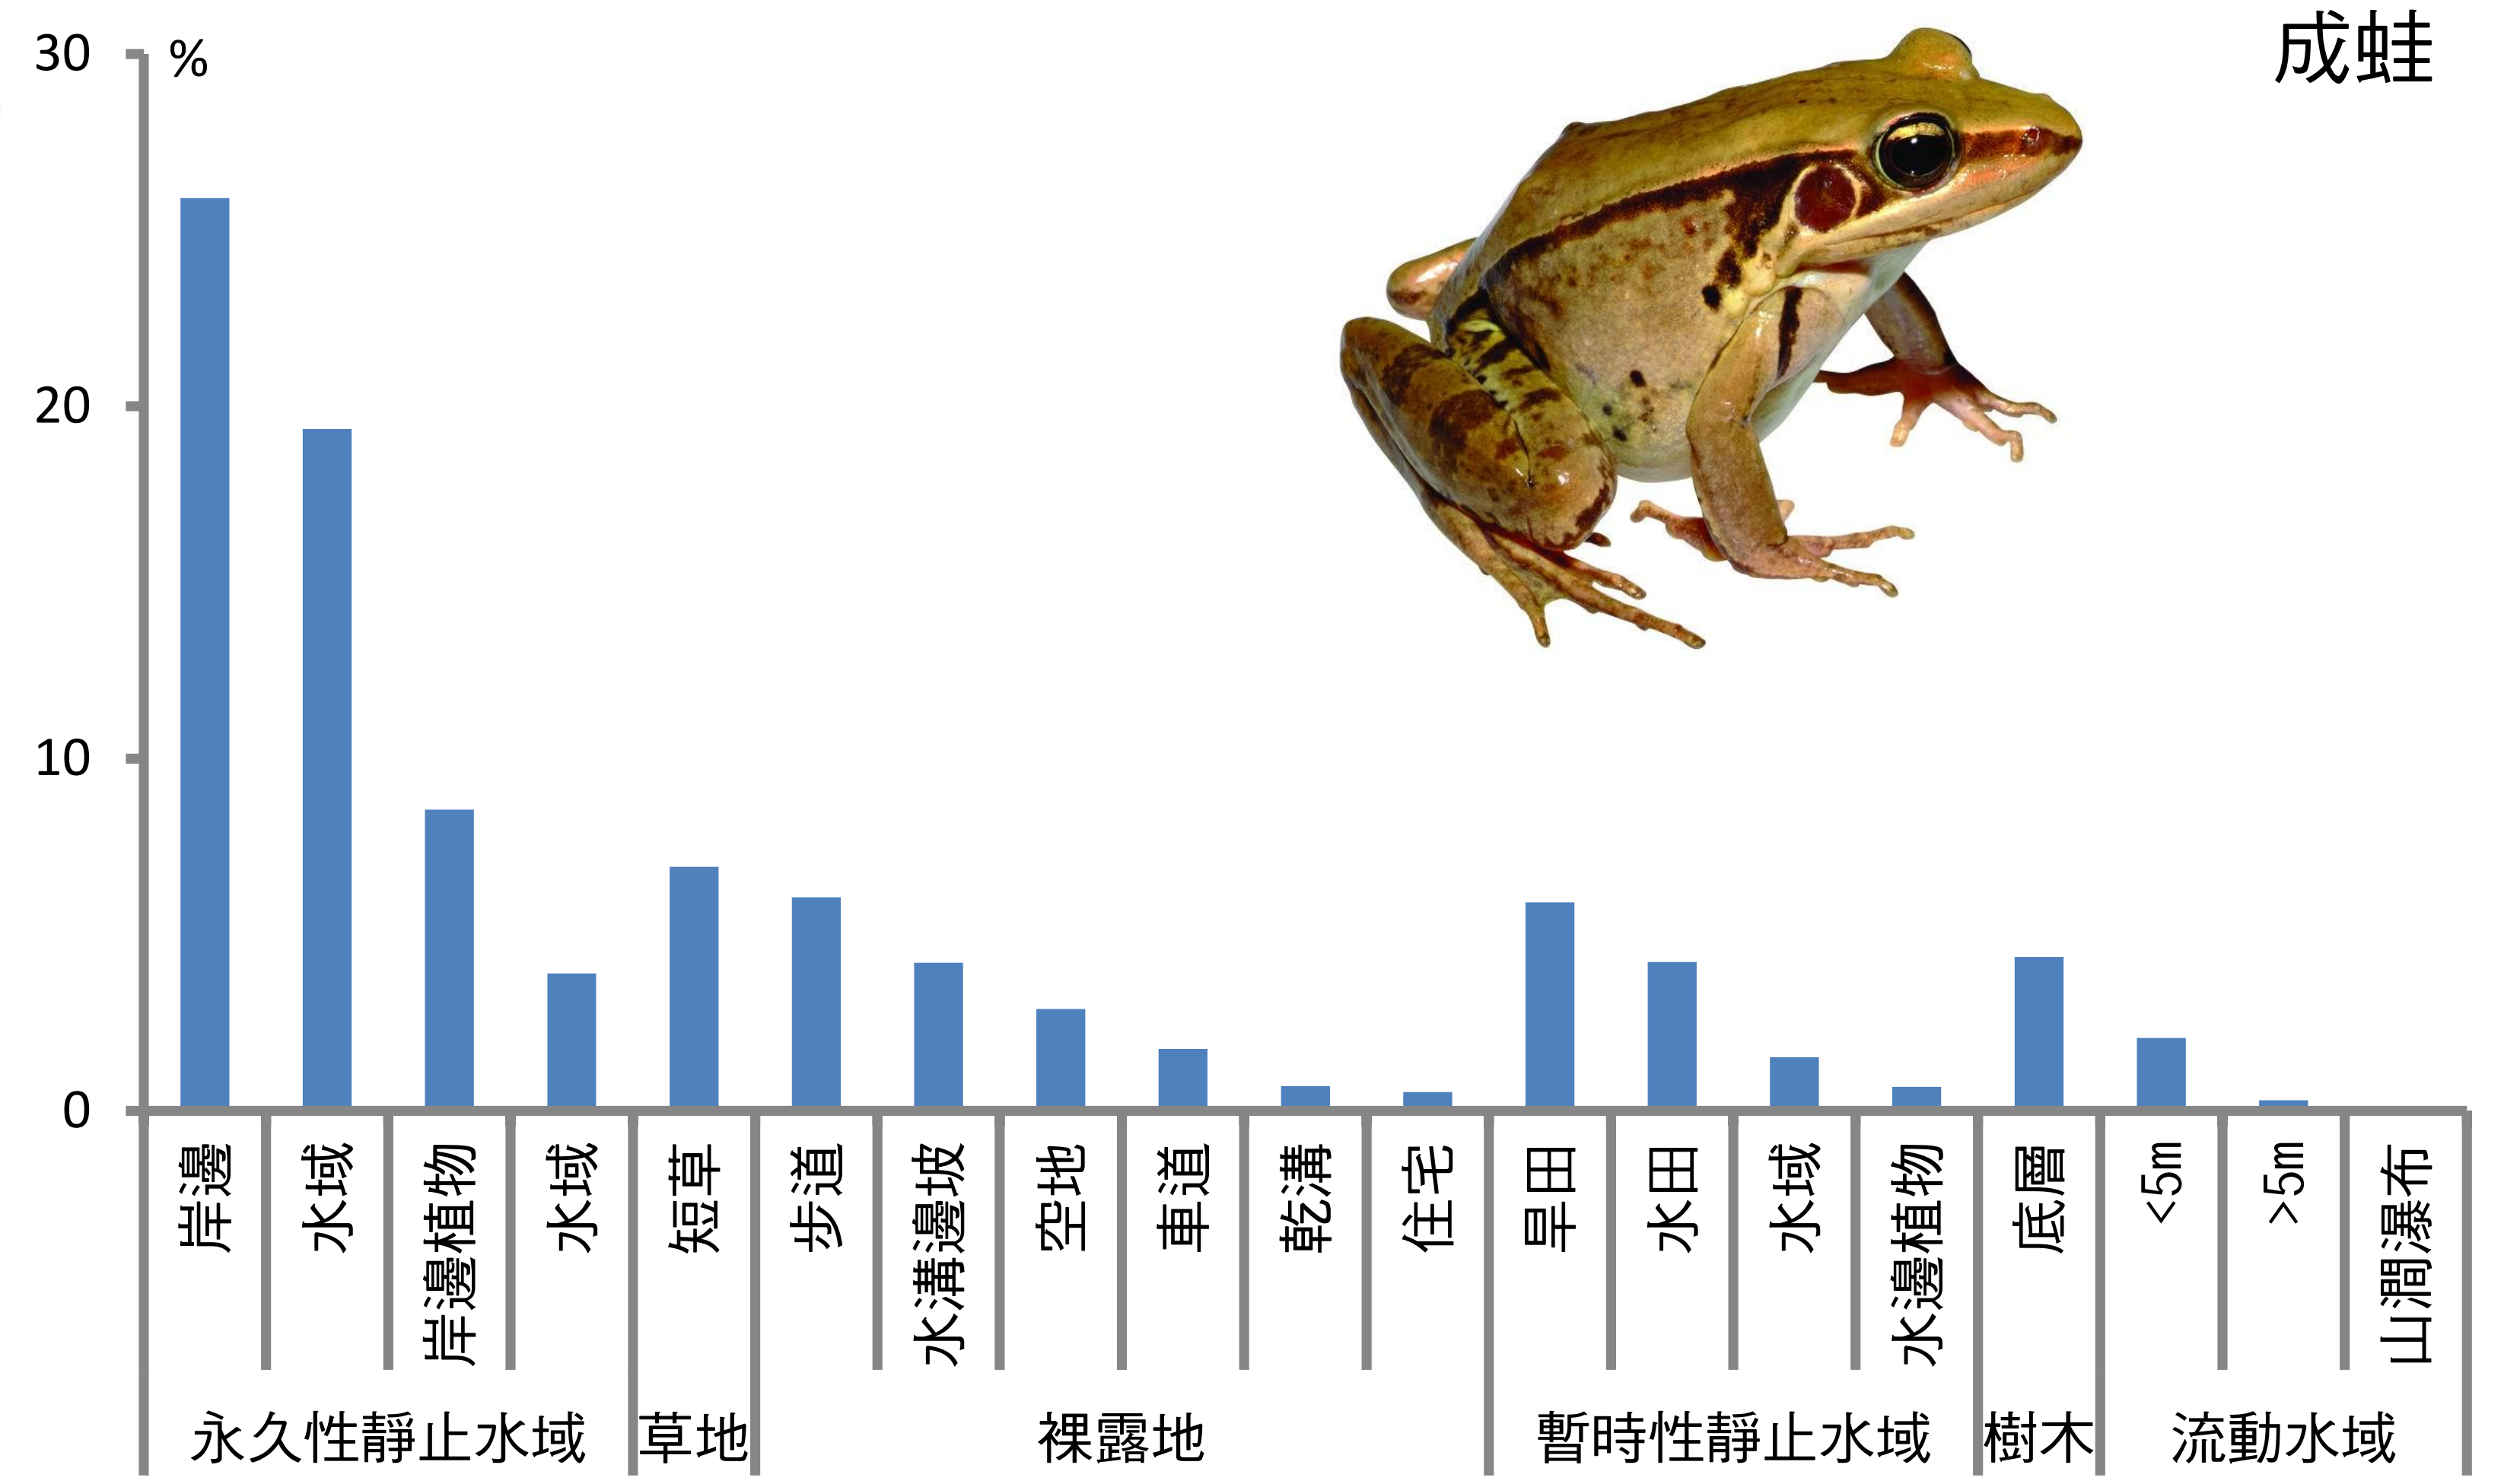 成蛙
%
30
20
10
0
岸邊
水域
岸邊植物
水域
短草
步道
水溝邊坡
空地
車道
乾溝
住宅
旱田
水田
水域
水邊植物
底層
<5m
>5m
山澗瀑布
永久性靜止水域
草地
裸露地
暫時性靜止水域
樹木
流動水域